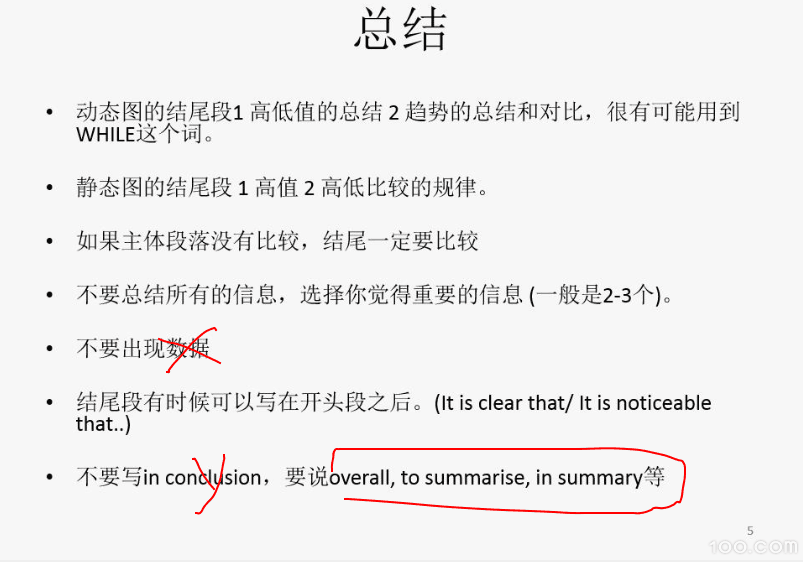 总结
• 动态图的结尾段1 高低值的总结 2 趋势的总结和对比，很有可能用到
WHILE这个词。
• 静态图的结尾段 1 高值 2 高低比较的规律。
• 如果主体段落没有比较，结尾一定要比较
• 不要总结所有的信息，选择你觉得重要的信息 (一般是2-3个)。
• 不要出现数据
• 结尾段有时候可以写在开头段之后。(It is clear that/ It is noticeable
that..)
• 不要写in conclusion，要说overall, to summarise, in summary等
5
100.com